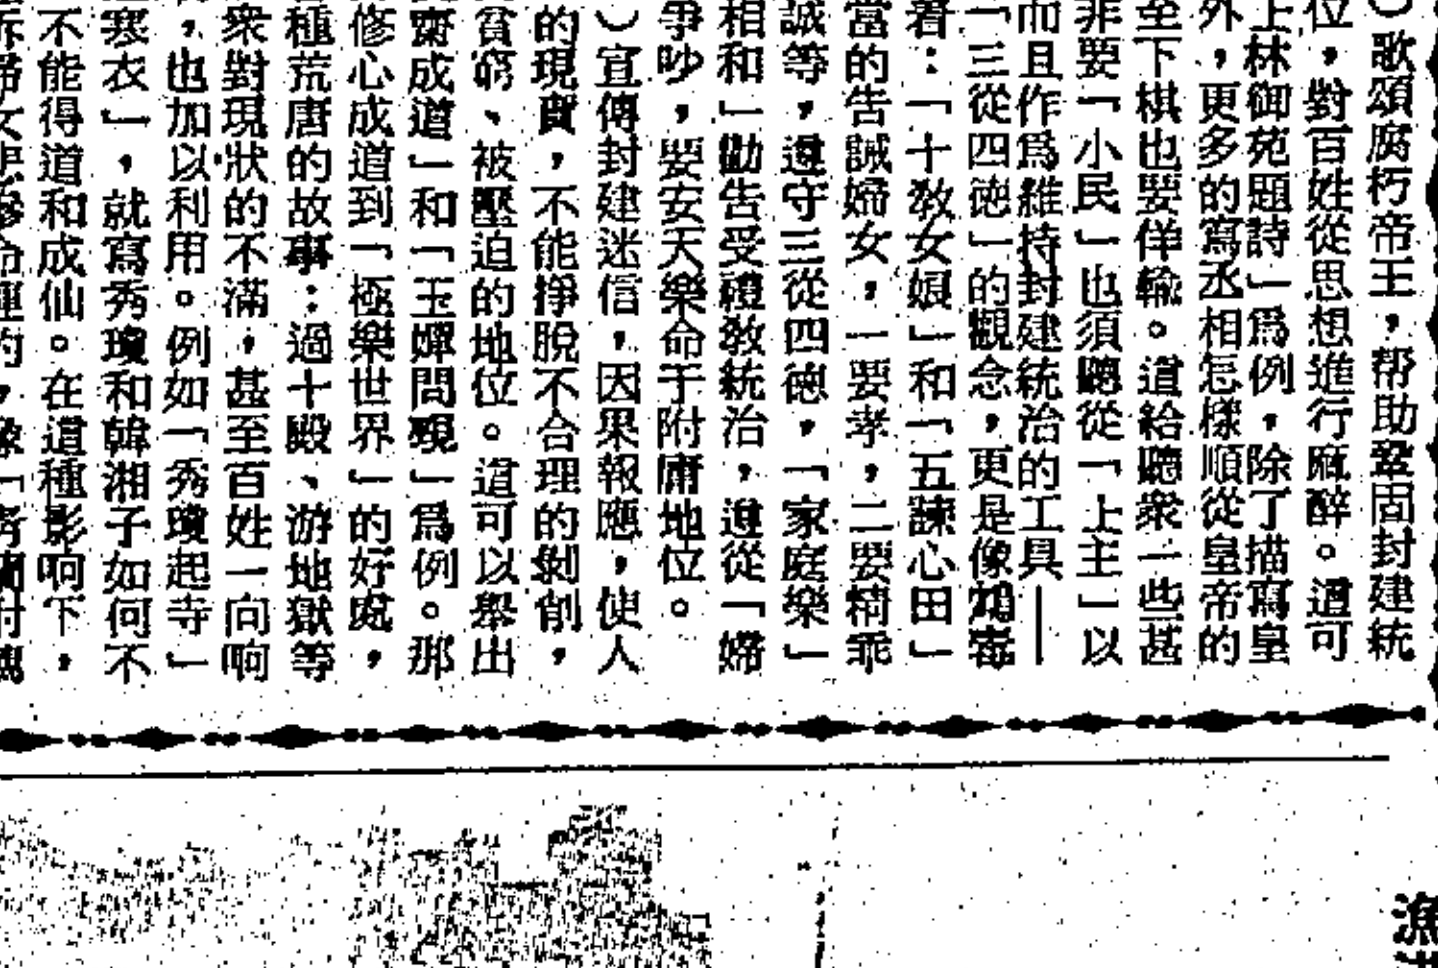 ）歌頌腐朽帝王，帮助鞏固封建統
位，對百姓從思想進行麻醉。這可
上林御苑題詩」爲例，除了描寫皇
外，更多的寫丞相怎樣順從皇帝的
至下棋也要佯輸。這給聽衆一些甚
非要「小民」也須聽從「上主」以
而且作爲維持封建統治的工具——
「三從四德」的觀念，更是像鴆毒
着：「十教女娘」和「五諫心田」
當的告誡婦女，一要孝，二要精乖
誠等，遵守三從四德，「家庭樂」
相和」勸告受禮教統治，遵從「婦
爭吵，要安天樂命于附庸地位。
）宣傳封建迷信，因果報應，使人
的現實，不能掙脫不合理的剝削，
貧窮、被壓迫的地位。這可以舉出
齋成道」和「玉嬋問覡」爲例。那
修心成道到「極樂世界」的好處，
種荒唐的故事：過十殿、游地獄等
衆對現狀的不滿，甚至百姓一向响
，也加以利用。例如「秀瓊起寺」
寒衣」，就寫秀瓊和韓湘子如何不
不能得道和成仙。在這種影响下，
訴婦女悲慘命運的，像「
漁